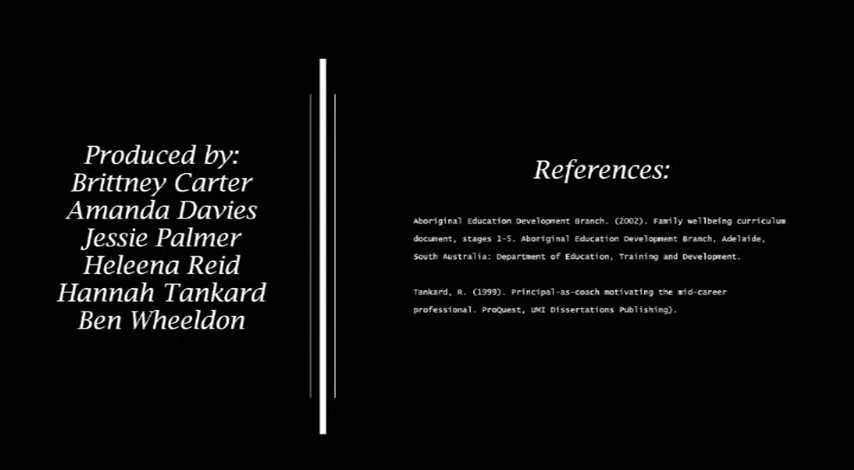 Produced by:
Brittney Carter
Amanda Davies
Jessie Palmer
Heleena Reid
Hannah Tankard
Ben Wheeldon
References:
Aboriginal Education Development Branch. (2002). Family wellbeing curriculum
document, stages 1-5. Aboriginal Education Development Branch, Adelaide,
South Australia: Department of Education, Training and Development.
Tankard, R. (1999). Principal-as-coach motivating the mid-career
professional. ProQuest, UMI Dissertations Publishing).